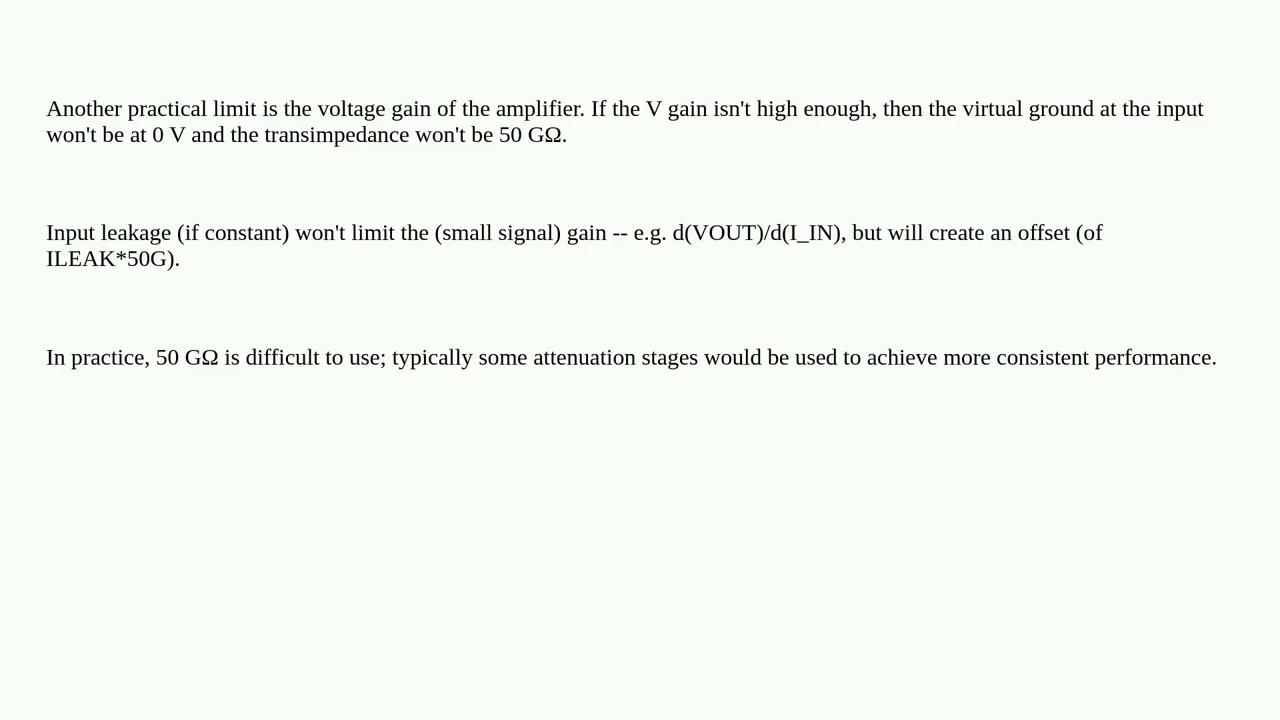 Another practical limit is the voltage gain of the amplifier. If the V gain isn't high enough, then the virtual ground at the input
won't be at 0 V and the transimpedance won't be 50 GΩ.
Input leakage (if constant) won't limit the (small signal) gain -- e.g. d(VOUT)/d(I_IN), but will create an offset (of
ILEAK*50G).
In practice, 50 GΩ is difficult to use; typically some attenuation stages would be used to achieve more consistent performance.